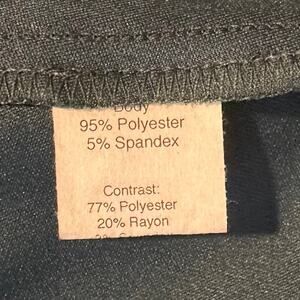 Body
95% Polyester
5% Spandex
Contrast:
77% Polyester
20% Rayon